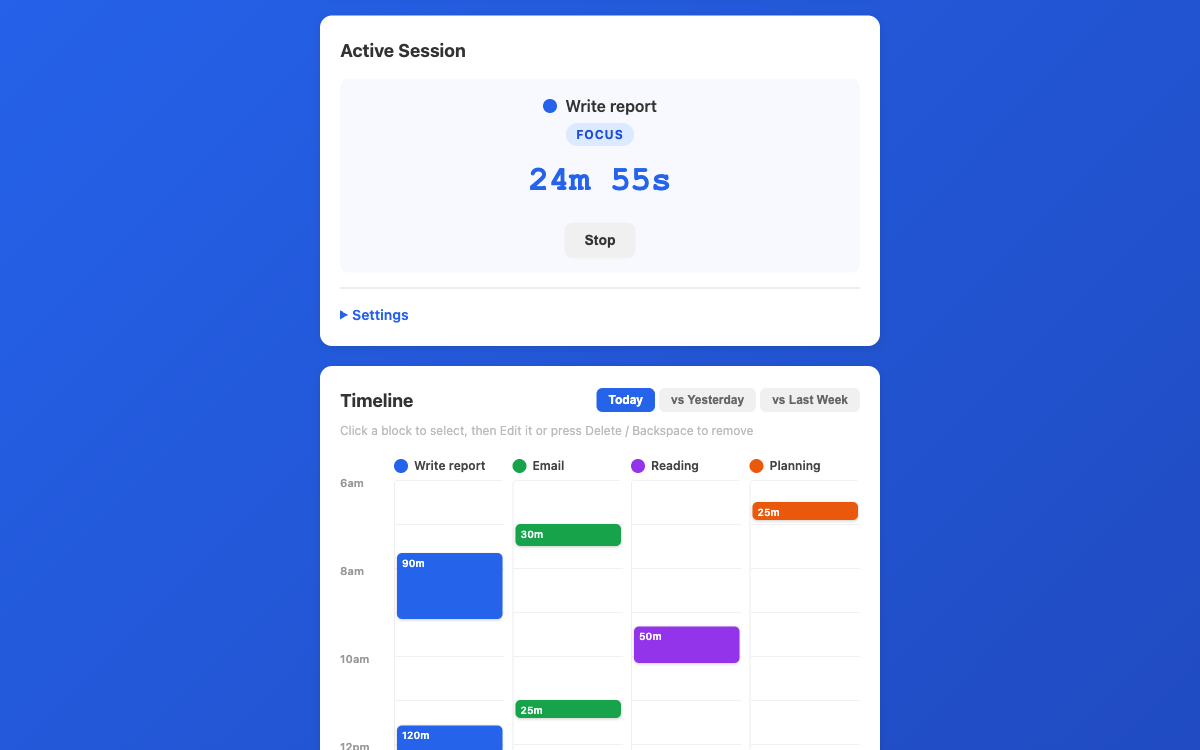 Active Session
Write report
FOCUS
24m 55s
Stop
Settings
Timeline
Today
vs Yesterday
vs Last Week
Click a block to select, then Edit it or press Delete / Backspace to remove
Write report
Email
Reading
Planning
6am
25m
30m
90m
8am
50m
10am
25m
120m
12pm